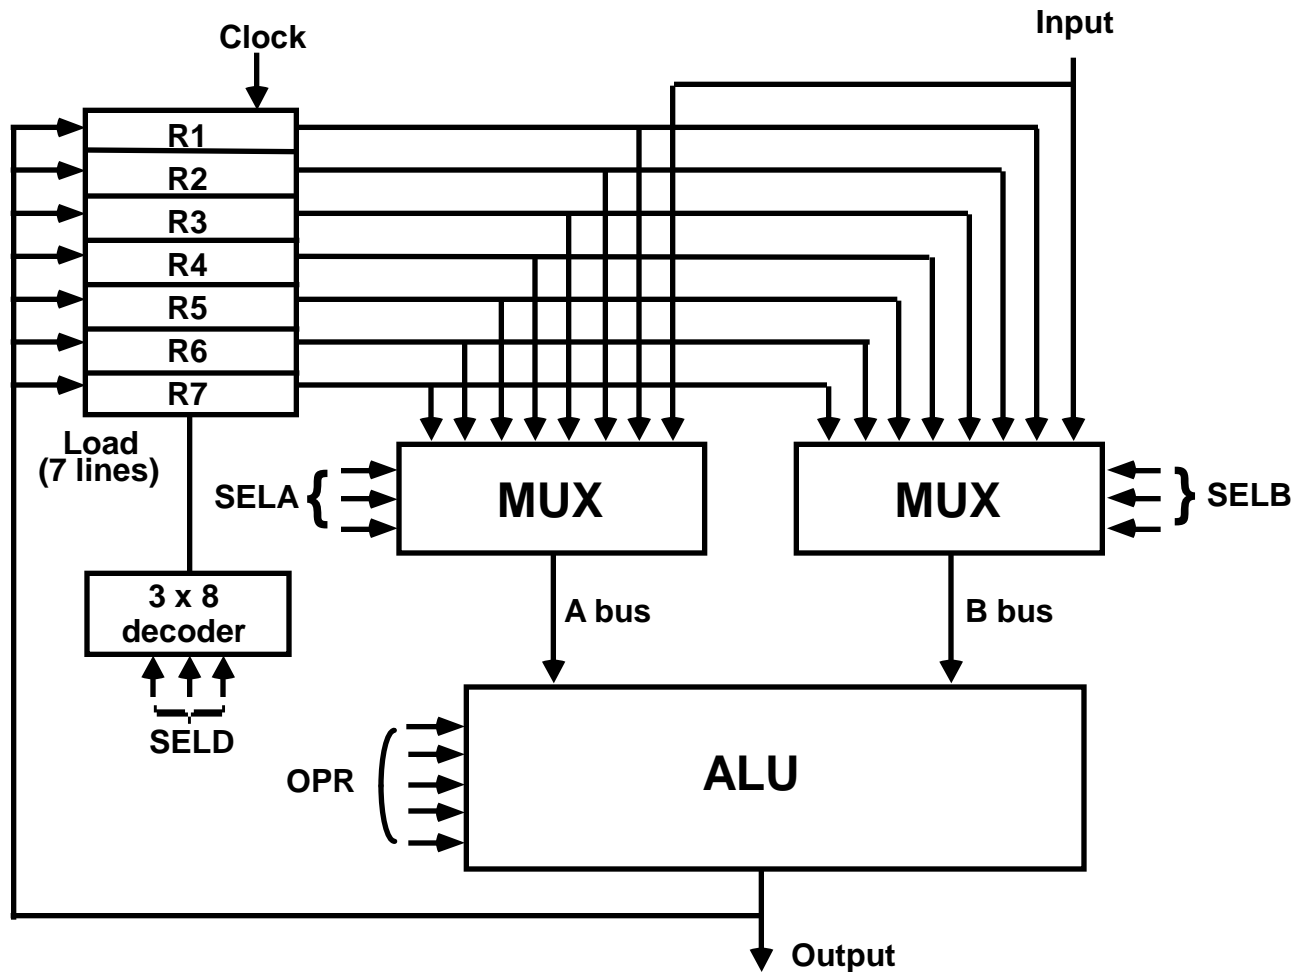 Input
Clock
R1
R2
R3
R4
R5
R6
R7
Load
(7 lines)
SELA {
MUX
MUX
} SELB
3 x 8
decoder
A bus
B bus
SELD
OPR
ALU
Output